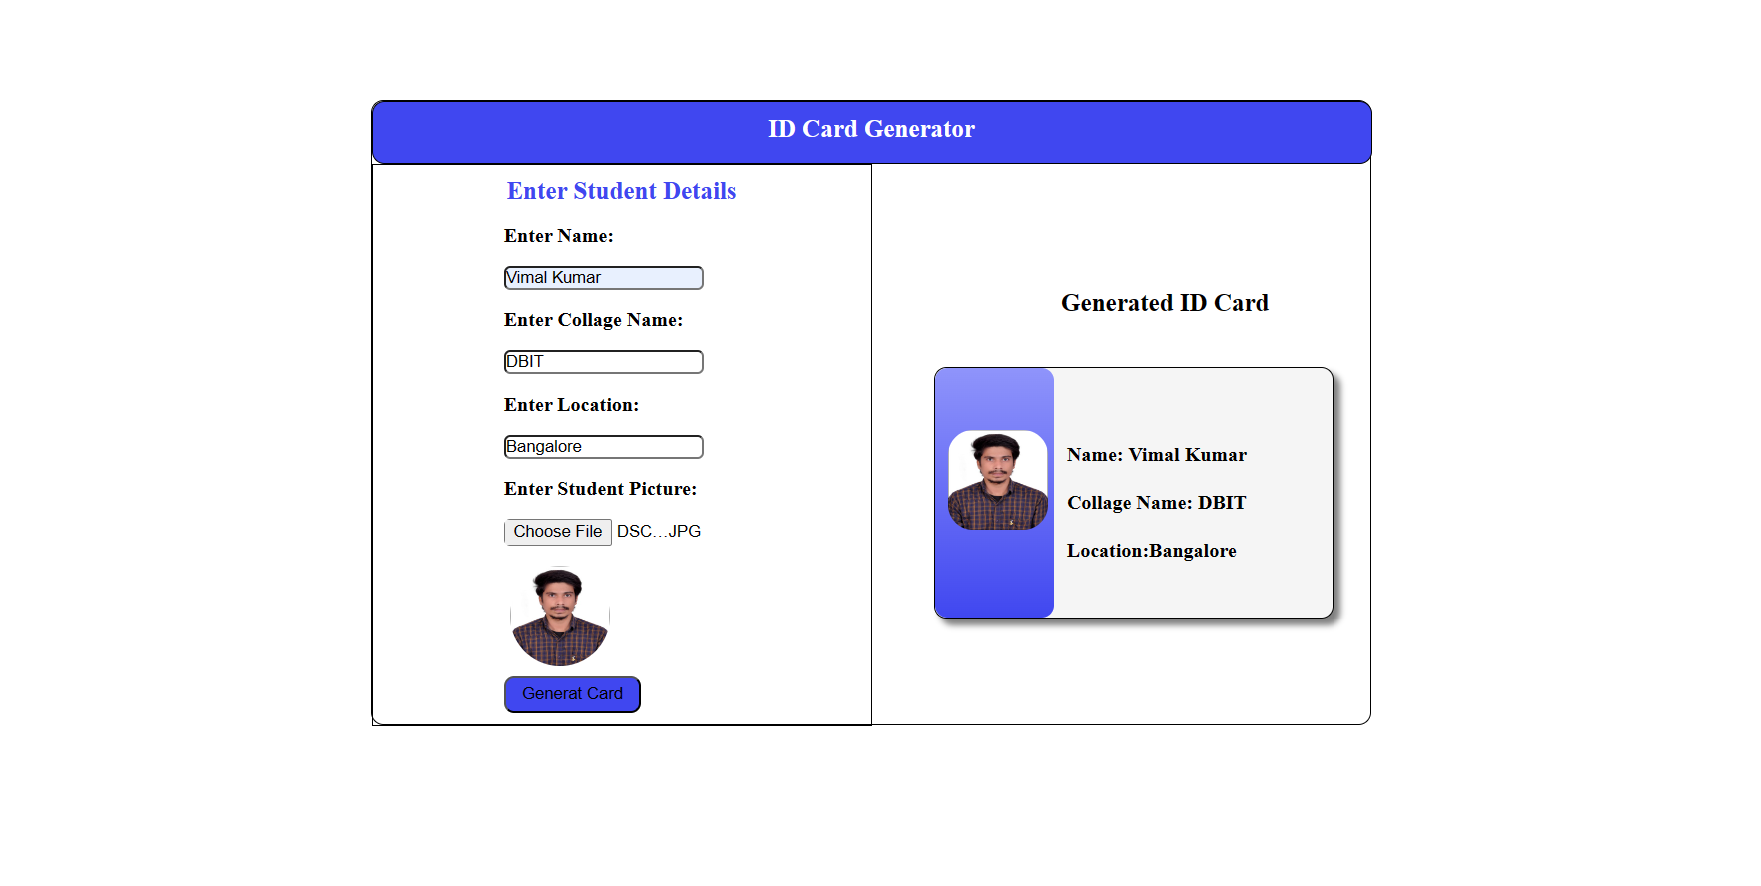 ID Card Generator
Enter Student Details
Enter Name:
Vimal Kumar
Enter Collage Name:
DBIT
Enter Location:
Bangalore
Enter Student Picture:
Choose File DSC…JPG
Generat Card
Generated ID Card
Name: Vimal Kumar
Collage Name: DBIT
Location:Bangalore